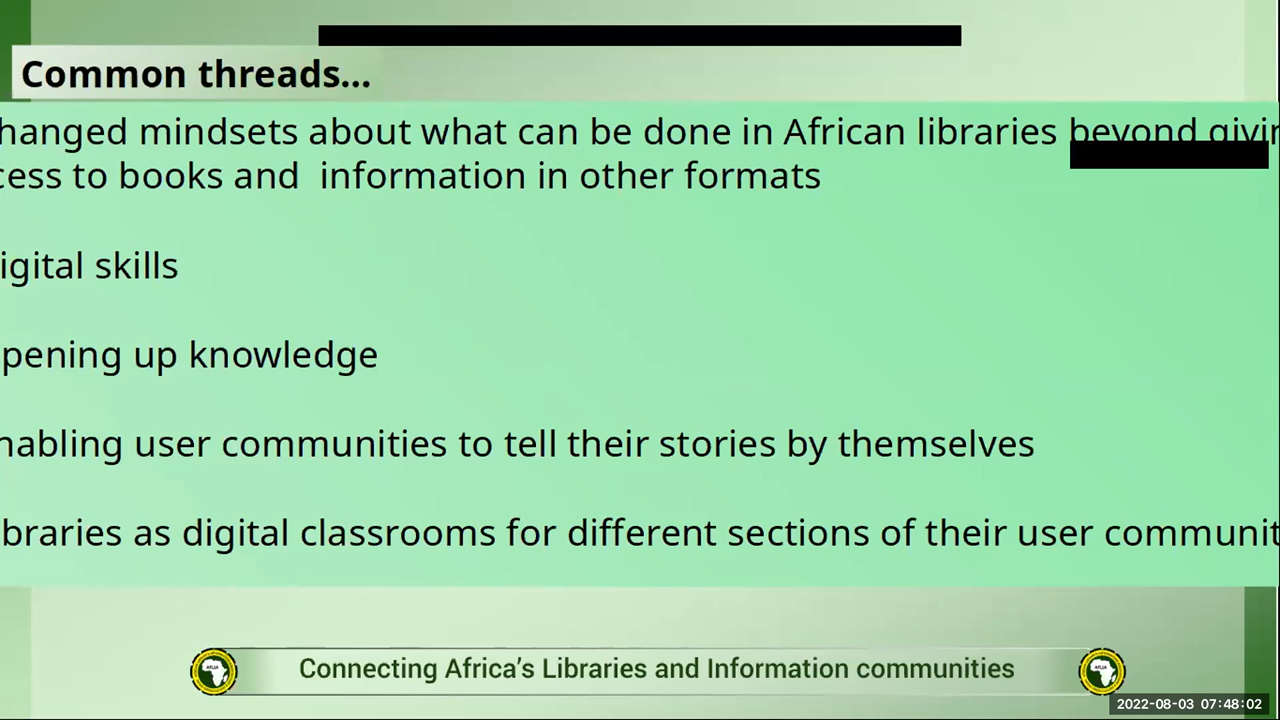 Common threads...
hanged mindsets about what can be done in African libraries beyond givin
cess to books and information in other formats
igital skills
pening up knowledge
nabling user communities to tell their stories by themselves
braries as digital classrooms for different sections of their user communit
Connecting Africa's Libraries and Information communities
2022-08-03 07:48:02